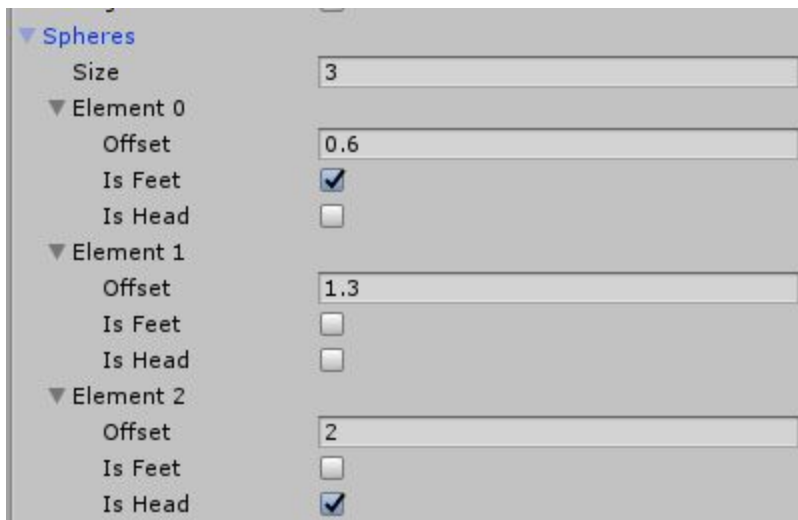 Spheres
Size 3
Element 0
Offset 0.6
Is Feet
Is Head
Element 1
Offset 1.3
Is Feet
Is Head
Element 2
Offset 2
Is Feet
Is Head